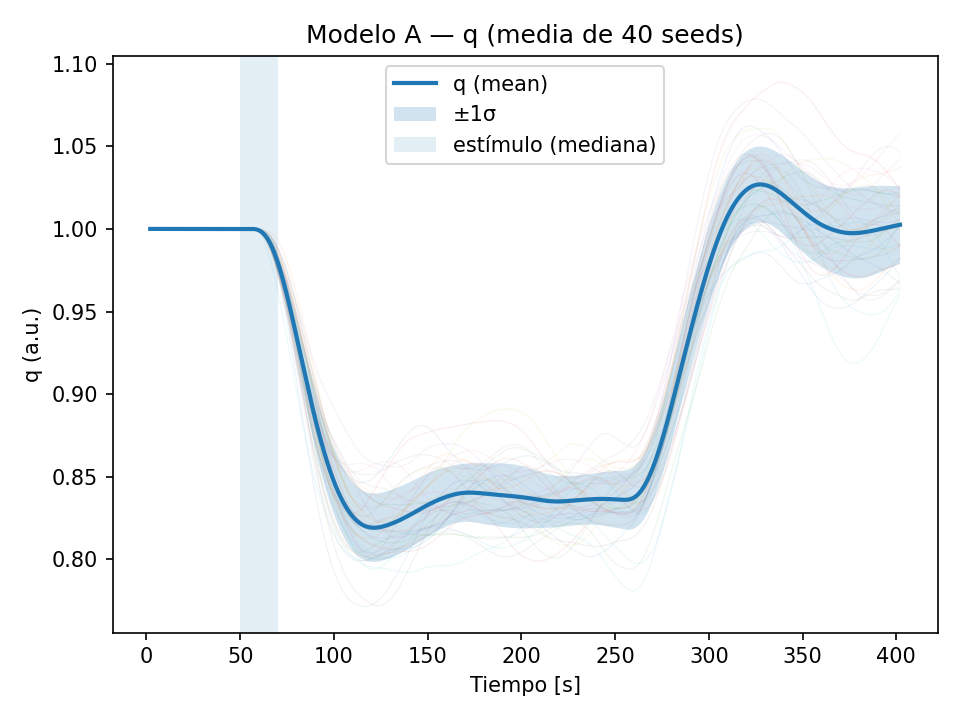 Modelo A — q (media de 40 seeds)
q (mean)
±1σ
estímulo (mediana)
q (a.u.)
1.10
1.05
1.00
0.95
0.90
0.85
0.80
0 50 100 150 200 250 300 350 400
Tiempo [s]